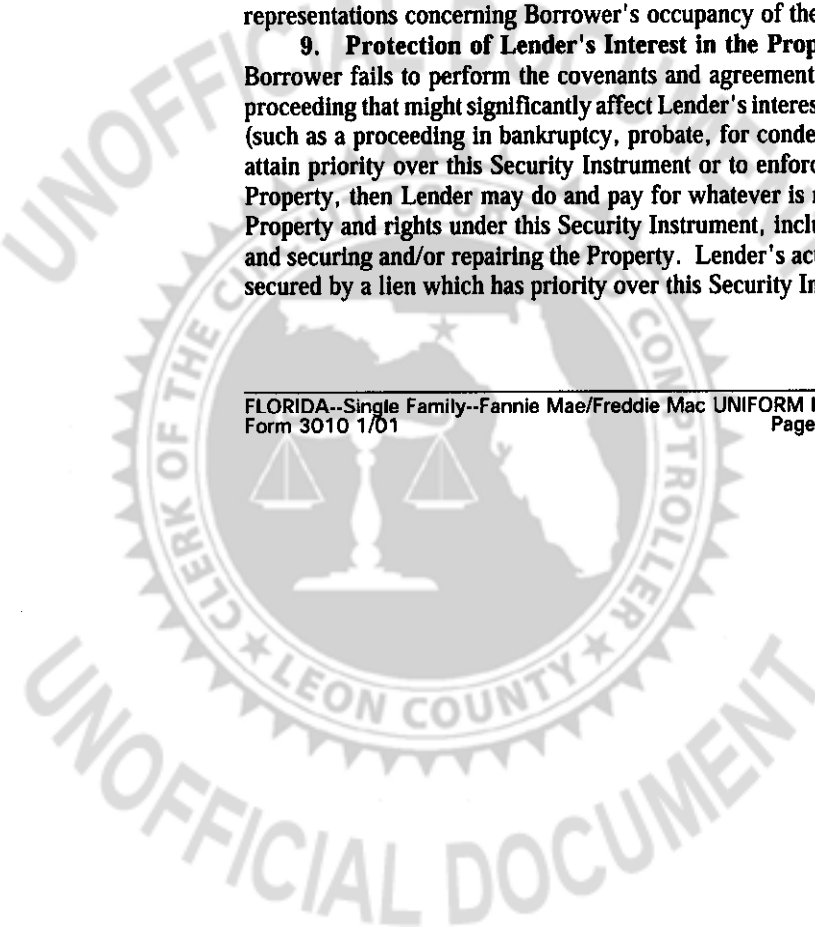 representations concerning Borrower's occupancy of the
9. Protection of Lender's Interest in the Prop
Borrower fails to perform the covenants and agreement
proceeding that might significantly affect Lender's interes
(such as a proceeding in bankruptcy, probate, for conde
attain priority over this Security Instrument or to enforc
Property, then Lender may do and pay for whatever is
Property and rights under this Security Instrument, incl
and securing and/or repairing the Property. Lender's ac
secured by a lien which has priority over this Security I
FLORIDA--Single Family--Fannie Mae/Freddie Mac UNIFORM
Form 3010 1/01 Page
UNOFFICIAL DOCUMENT
CLERK OF THE CIRCUIT COURT COMPTROLLER
LEON COUNTY
UNOFFICIAL DOCUMENT